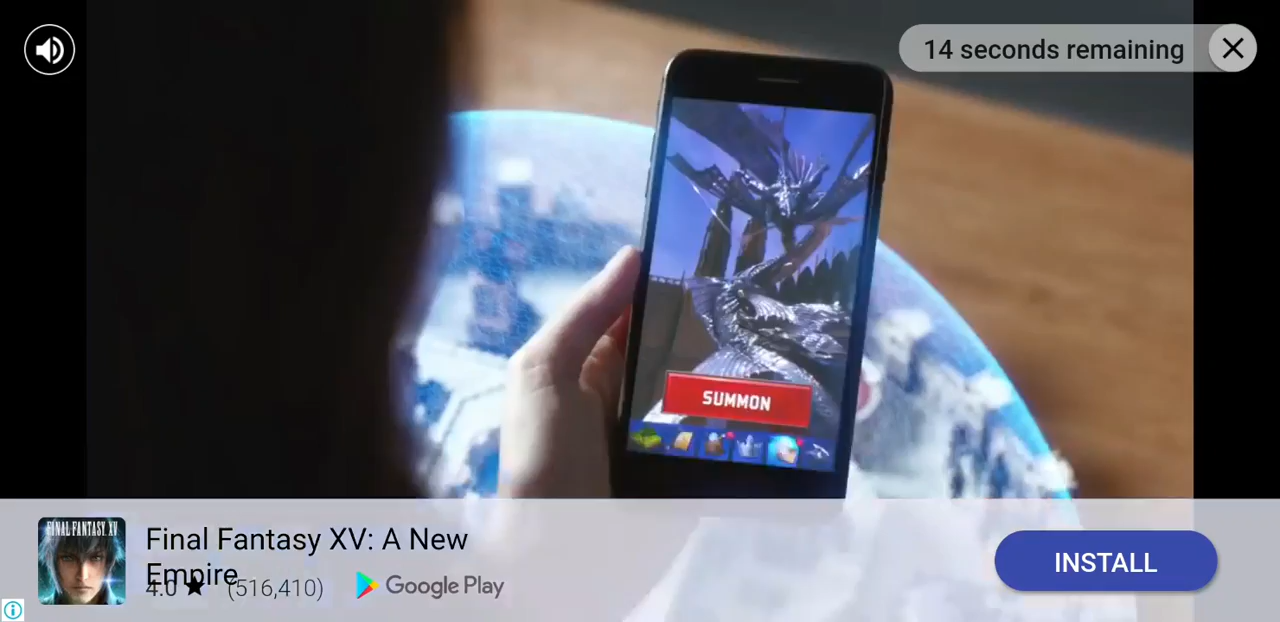 14 seconds remaining
SUMMON
FINAL FANTASY XV
Final Fantasy XV: A New
Empire
4.0 ★ (516,410) Google Play
INSTALL